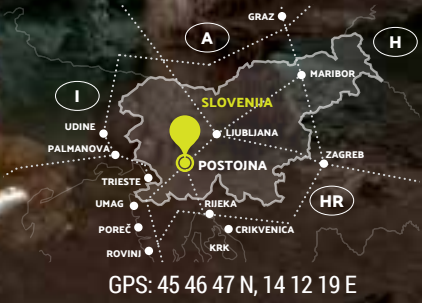 GRAZ
A
H
MARIBOR
I
SLOVENIJA
UDINE
LJUBLJANA
PALMANOVA
POSTOJNA
ZAGREB
TRIESTE
UMAG
RIJEKA
HR
POREČ
CRIKVENICA
KRK
ROVINJ
GPS: 45 46 47 N, 14 12 19 E